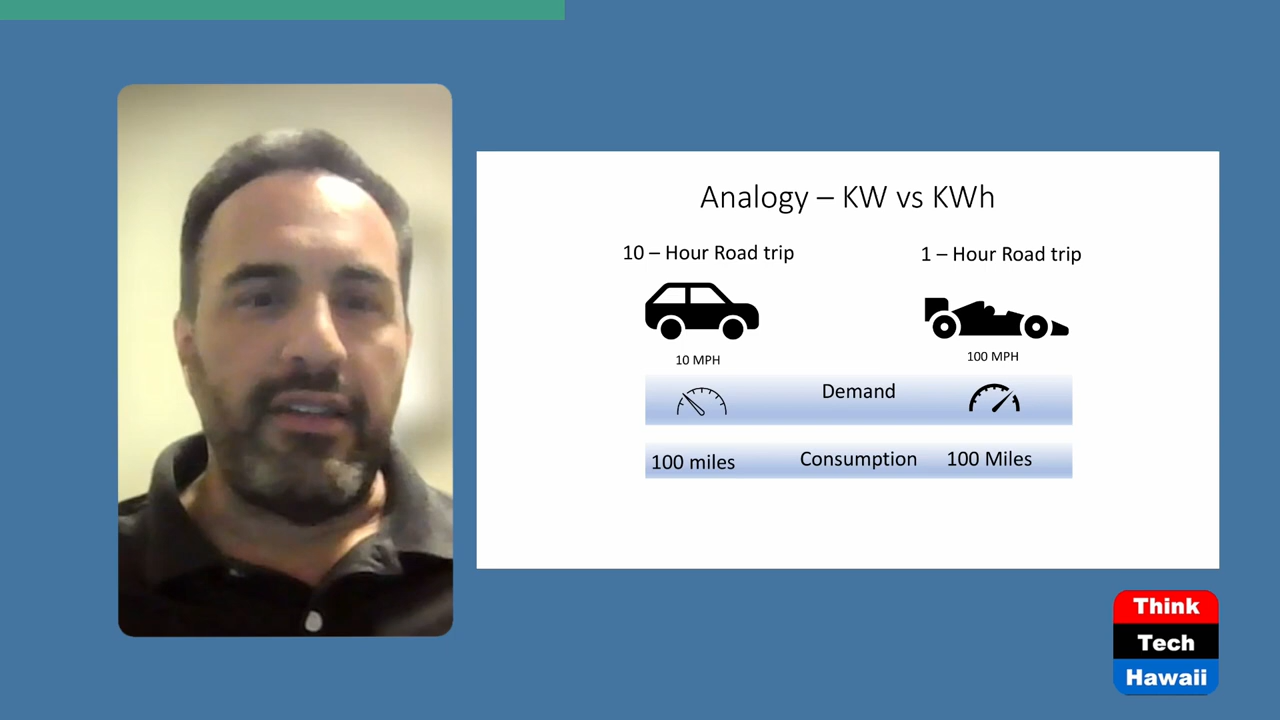 Analogy – KW vs KWh
10 – Hour Road trip
1 – Hour Road trip
10 MPH
100 MPH
Demand
100 miles
Consumption
100 Miles
Think
Tech
Hawaii